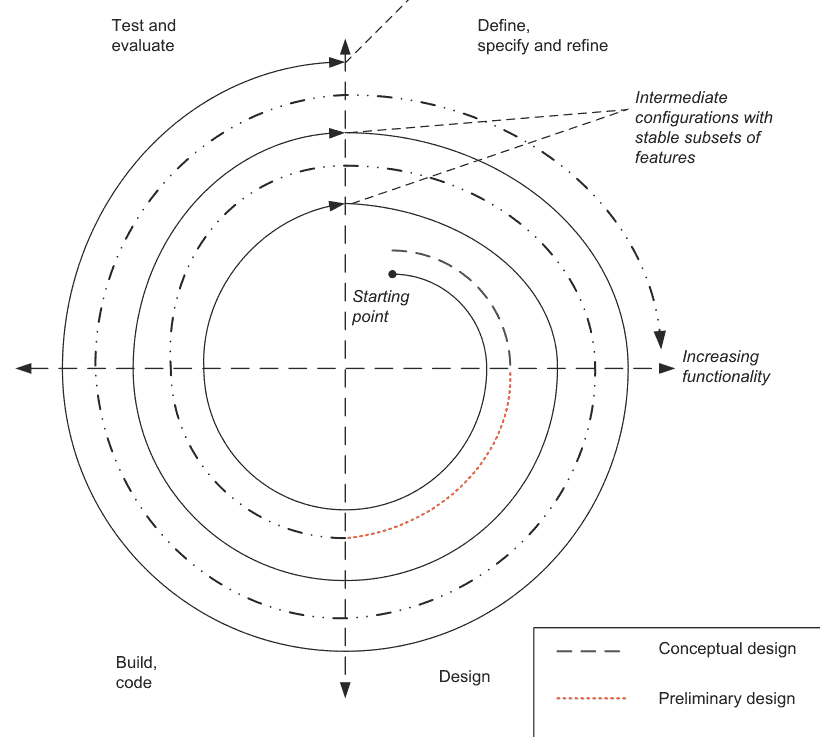 Test and
evaluate
Define,
specify and refine
Intermediate
configurations with
stable subsets of
features
Starting
point
Increasing
functionality
Build,
code
Design
Conceptual design
Preliminary design